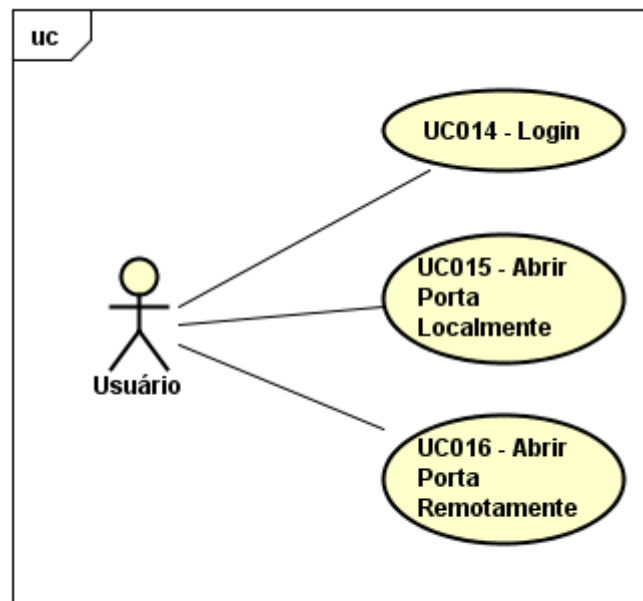 uc
UC014 - Login
UC015 - Abrir
Porta
Localmente
Usuário
UC016 - Abrir
Porta
Remotamente